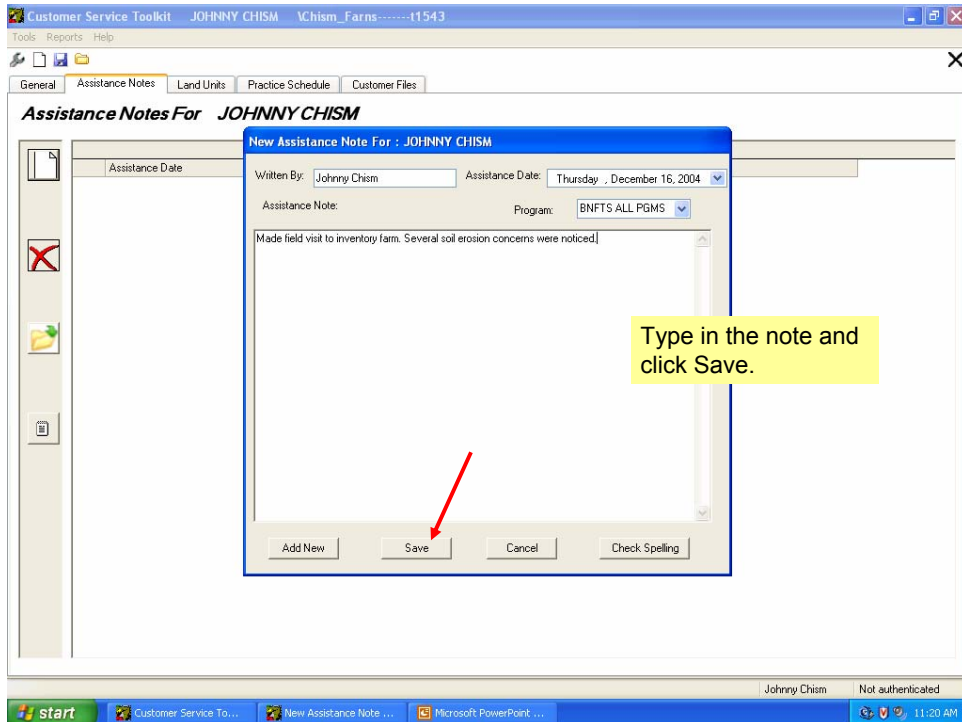 Customer Service Toolkit JOHNNY CHISM \Chism_Farns-------t1543
Tools Reports Help
General Assistance Notes Land Units Practice Schedule Customer Files
Assistance Notes For JOHNNY CHISM
New Assistance Note For : JOHNNY CHISM
Assistance Date
Written By: Johnny Chism Assistance Date: Thursday , December 16, 2004
Assistance Note: Program: BNFTS ALL PGMS
Made field visit to inventory farm. Several soil erosion concerns were noticed.
Type in the note and
click Save.
Add New Save Cancel Check Spelling
Johnny Chism Not authenticated
start Customer Service To... New Assistance Note ... Microsoft PowerPoint ... 11:20 AM